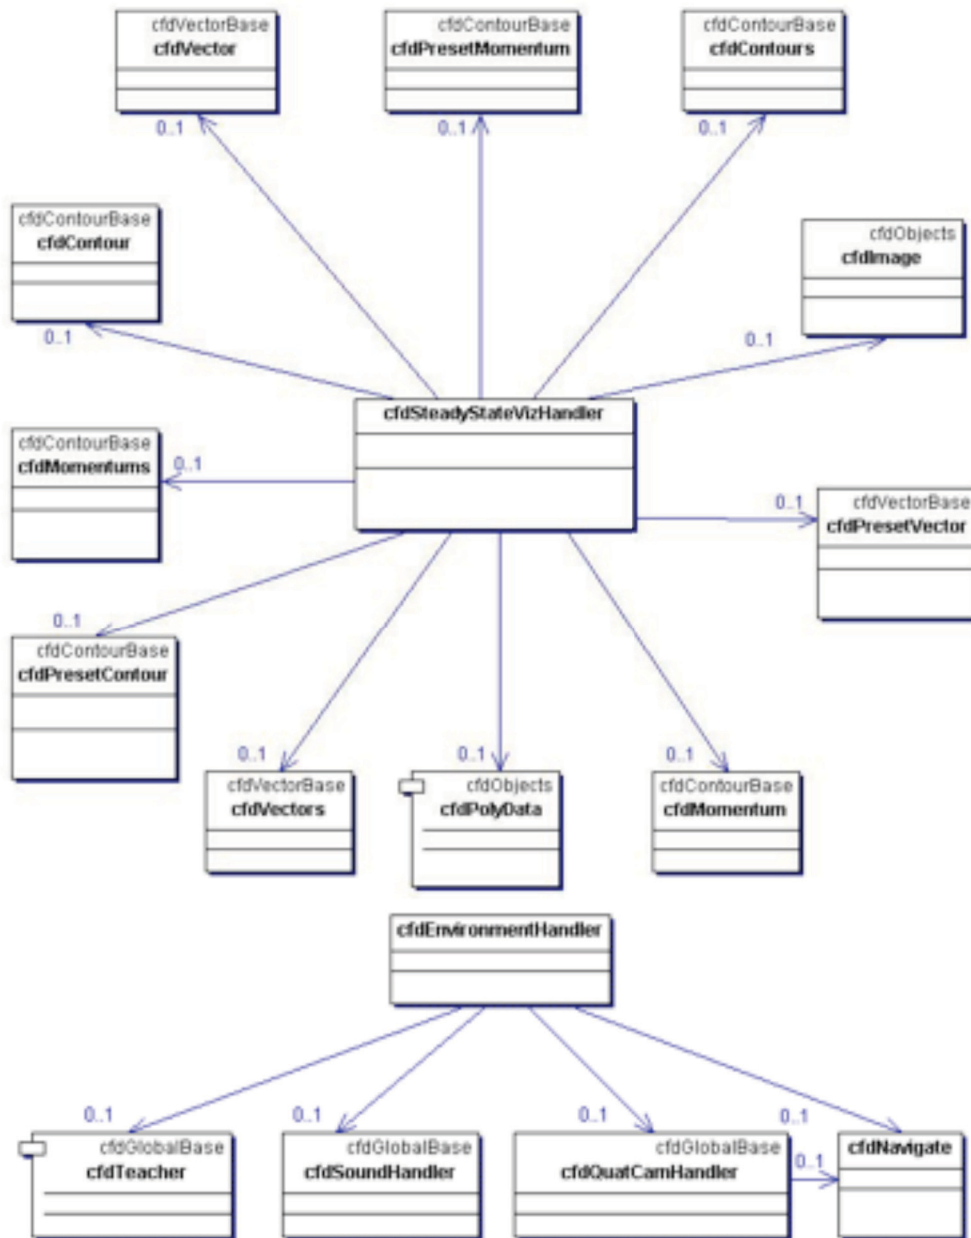 cfdVectorBase
cfdVector
cfdContourBase
cfdPresetMomentum
cfdContourBase
cfdContours
0..1
0..1
0..1
cfdContourBase
cfdContour
cfdObjects
cfdImage
0..1
0..1
cfdSteadyStateVizHandler
cfdContourBase
cfdMomentums
0..1
cfdVectorBase
cfdPresetVector
0..1
0..1
cfdContourBase
cfdPresetContour
0..1
0..1
0..1
cfdVectorBase
cfdVectors
cfdObjects
cfdPolyData
cfdContourBase
cfdMomentum
cfdEnvironmentHandler
0..1
0..1
0..1
0..1
cfdGlobalBase
cfdTeacher
cfdGlobalBase
cfdSoundHandler
cfdGlobalBase
cfdQuatCamHandler
0..1
cfdNavigate